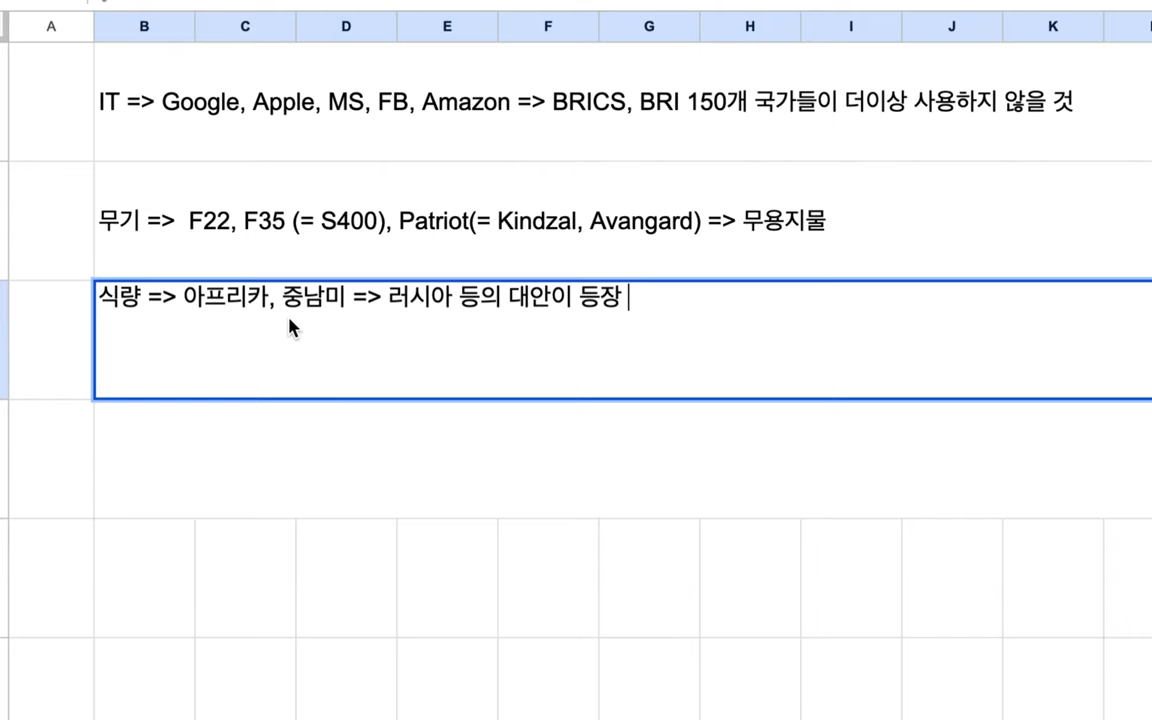 A B C D E F G H I J K
IT => Google, Apple, MS, FB, Amazon => BRICS, BRI 150개 국가들이 더이상 사용하지 않을 것
무기 =>  F22, F35 (= S400), Patriot(= Kindzal, Avangard) => 무용지물
식량 => 아프리카, 중남미 => 러시아 등의 대안이 등장